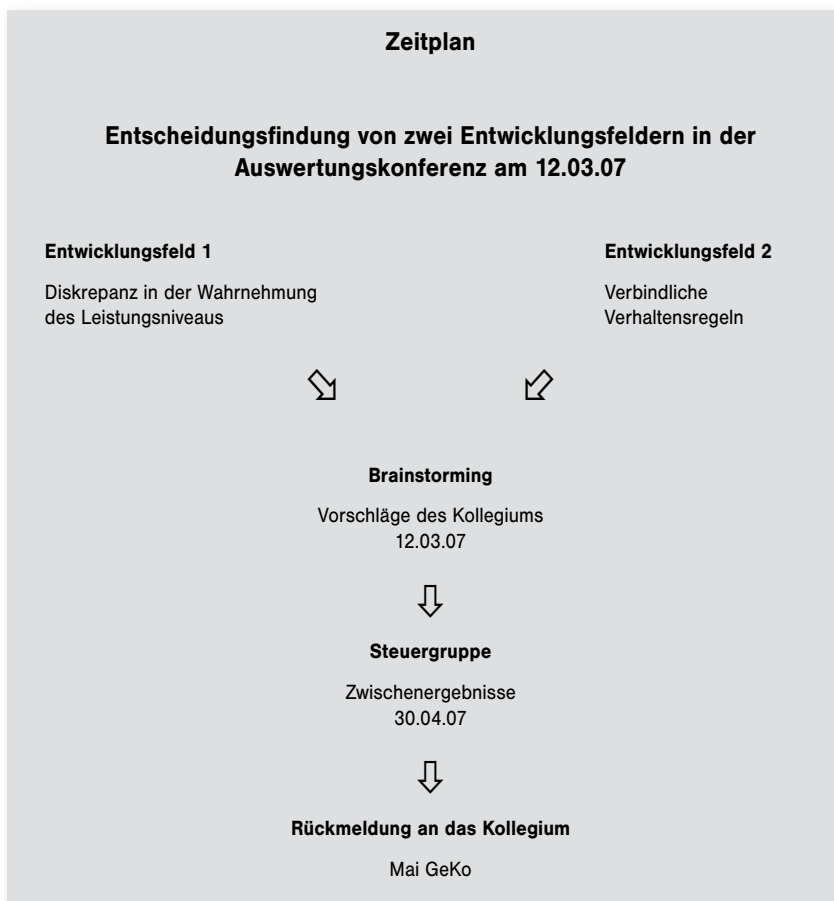 Zeitplan
Entscheidungsfindung von zwei Entwicklungsfeldern in der
Auswertungskonferenz am 12.03.07
Entwicklungsfeld 1
Diskrepanz in der Wahrnehmung
des Leistungsniveaus
Entwicklungsfeld 2
Verbindliche
Verhaltensregeln
Brainstorming
Vorschläge des Kollegiums
12.03.07
Steuergruppe
Zwischenergebnisse
30.04.07
Rückmeldung an das Kollegium
Mai GeKo